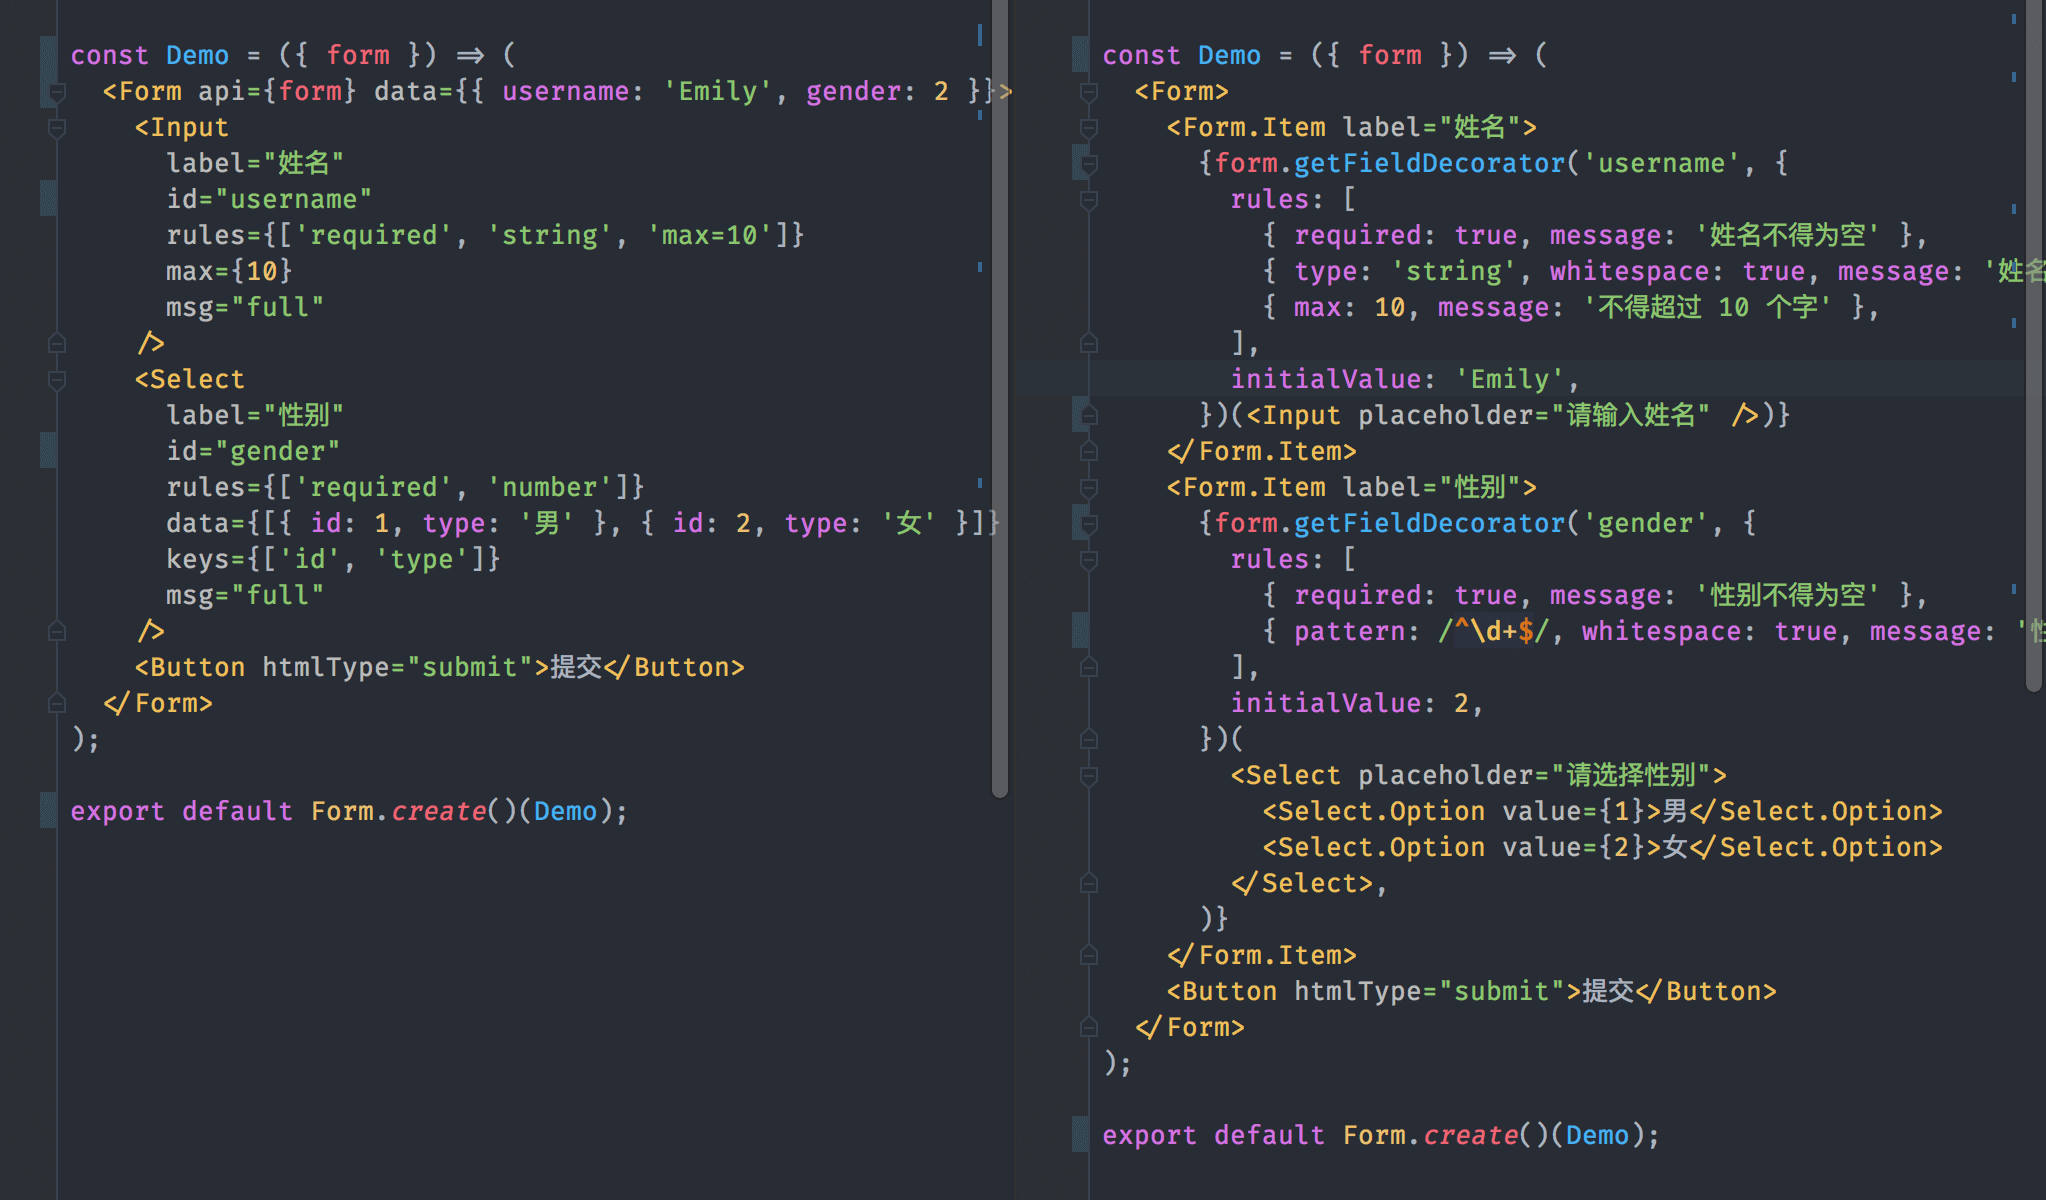 const Demo = ({ form }) => (
  <Form api={form} data={{ username: 'Emily', gender: 2 }}>
    <Input
      label="姓名"
      id="username"
      rules={['required', 'string', 'max=10']}
      max={10}
      msg="full"
    />
    <Select
      label="性别"
      id="gender"
      rules={['required', 'number']}
      data={[{ id: 1, type: '男' }, { id: 2, type: '女' }]}
      keys={['id', 'type']}
      msg="full"
    />
    <Button htmlType="submit">提交</Button>
  </Form>
);
export default Form.create()(Demo);
const Demo = ({ form }) => (
  <Form>
    <Form.Item label="姓名">
      {form.getFieldDecorator('username', {
        rules: [
          { required: true, message: '姓名不得为空' },
          { type: 'string', whitespace: true, message: '姓名
          { max: 10, message: '不得超过 10 个字' },
        ],
        initialValue: 'Emily',
      })(<Input placeholder="请输入姓名" />)}
    </Form.Item>
    <Form.Item label="性别">
      {form.getFieldDecorator('gender', {
        rules: [
          { required: true, message: '性别不得为空' },
          { pattern: /^\d+$/, whitespace: true, message: '性
        ],
        initialValue: 2,
      })(
        <Select placeholder="请选择性别">
          <Select.Option value={1}>男</Select.Option>
          <Select.Option value={2}>女</Select.Option>
        </Select>,
      )}
    </Form.Item>
    <Button htmlType="submit">提交</Button>
  </Form>
);
export default Form.create()(Demo);